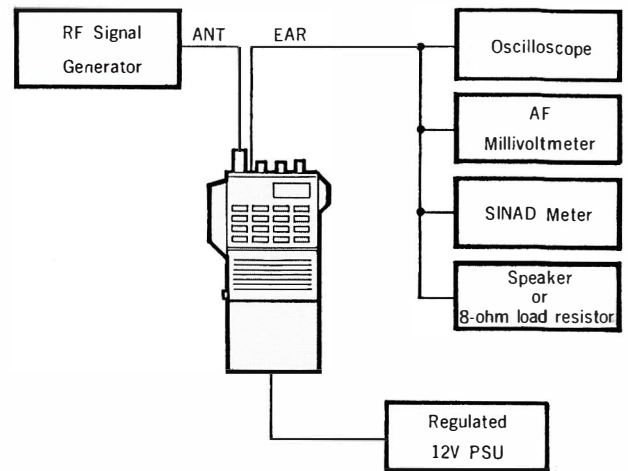 RF Signal
Generator
ANT
EAR
Oscilloscope
AF
Millivoltmeter
SINAD Meter
Speaker
or
8-ohm load resistor
Regulated
12V PSU